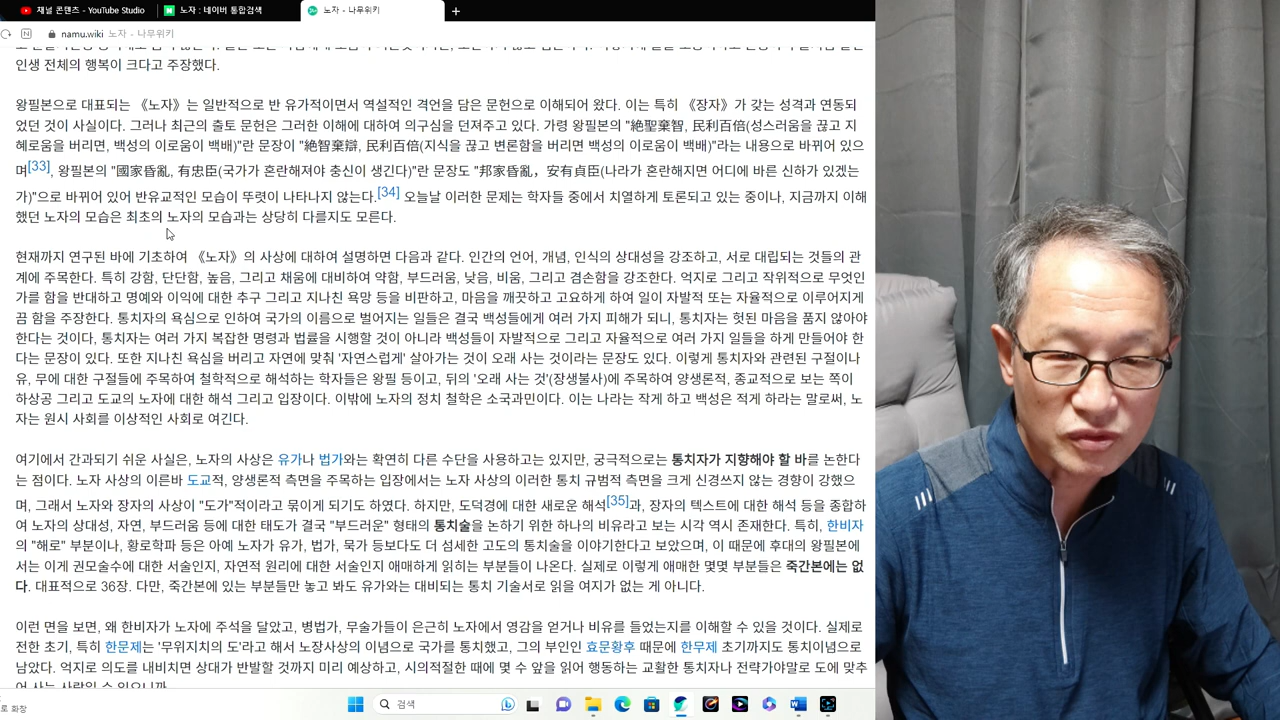 채널 콘텐츠 - YouTube Studio
노자 : 네이버 통합검색
노자 - 나무위키
namu.wiki 노자 - 나무위키
인생 전체의 행복이 크다고 주장했다.
왕필본으로 대표되는 《노자》는 일반적으로 반 유가적이면서 역설적인 격언을 담은 문헌으로 이해되어 왔다. 이는 특히 《장자》가 갖는 성격과 연동되
었던 것이 사실이다. 그러나 최근의 출토 문헌은 그러한 이해에 대하여 의구심을 던져주고 있다. 가령 왕필본의 "絶聖棄智, 民利百倍(성스러움을 끊고 지
혜로움을 버리면, 백성의 이로움이 백배)"란 문장이 "絶智棄辯, 民利百倍(지식을 끊고 변론함을 버리면 백성의 이로움이 백배)"라는 내용으로 바뀌어 있으
며[33], 왕필본의 "國家昏亂, 有忠臣(국가가 혼란해져야 충신이 생긴다)"란 문장도 "邦家昏亂，安有貞臣(나라가 혼란해지면 어디에 바른 신하가 있겠는
가)"으로 바뀌어 있어 반유교적인 모습이 뚜렷이 나타나지 않는다.[34] 오늘날 이러한 문제는 학자들 중에서 치열하게 토론되고 있는 중이나, 지금까지 이해
했던 노자의 모습은 최초의 노자의 모습과는 상당히 다를지도 모른다.
현재까지 연구된 바에 기초하여 《노자》의 사상에 대하여 설명하면 다음과 같다. 인간의 언어, 개념, 인식의 상대성을 강조하고, 서로 대립되는 것들의 관
계에 주목한다. 특히 강함, 단단함, 높음, 그리고 채움에 대비하여 약함, 부드러움, 낮음, 비움, 그리고 겸손함을 강조한다. 억지로 그리고 작위적으로 무엇인
가를 함을 반대하고 명예와 이익에 대한 추구 그리고 지나친 욕망 등을 비판하고, 마음을 깨끗하고 고요하게 하여 일이 자발적 또는 자율적으로 이루어지게
끔 함을 주장한다. 통치자의 욕심으로 인하여 국가의 이름으로 벌어지는 일들은 결국 백성들에게 여러 가지 피해가 되니, 통치자는 헛된 마음을 품지 않아야
한다는 것이다, 통치자는 여러 가지 복잡한 명령과 법률을 시행할 것이 아니라 백성들이 자발적으로 그리고 자율적으로 여러 가지 일들을 하게 만들어야 한
다는 문장이 있다. 또한 지나친 욕심을 버리고 자연에 맞춰 '자연스럽게' 살아가는 것이 오래 사는 것이라는 문장도 있다. 이렇게 통치자와 관련된 구절이나
유, 무에 대한 구절들에 주목하여 철학적으로 해석하는 학자들은 왕필 등이고, 뒤의 '오래 사는 것'(장생불사)에 주목하여 양생론적, 종교적으로 보는 쪽이
하상공 그리고 도교의 노자에 대한 해석 그리고 입장이다. 이밖에 노자의 정치 철학은 소국과민이다. 이는 나라는 작게 하고 백성은 적게 하라는 말로써, 노
자는 원시 사회를 이상적인 사회로 여긴다.
여기에서 간과되기 쉬운 사실은, 노자의 사상은 유가나 법가와는 확연히 다른 수단을 사용하고는 있지만, 궁극적으로는 통치자가 지향해야 할 바를 논한다
는 점이다. 노자 사상의 이른바 도교적, 양생론적 측면을 주목하는 입장에서는 노자 사상의 이러한 통치 규범적 측면을 크게 신경쓰지 않는 경향이 강했으
며, 그래서 노자와 장자의 사상이 "도가"적이라고 묶이게 되기도 하였다. 하지만, 도덕경에 대한 새로운 해석[35]과, 장자의 텍스트에 대한 해석 등을 종합하
여 노자의 상대성, 자연, 부드러움 등에 대한 태도가 결국 "부드러운" 형태의 통치술을 논하기 위한 하나의 비유라고 보는 시각 역시 존재한다. 특히, 한비자
의 "해로" 부분이나, 황로학파 등은 아예 노자가 유가, 법가, 묵가 등보다도 더 섬세한 고도의 통치술을 이야기한다고 보았으며, 이 때문에 후대의 왕필본에
서는 이게 권모술수에 대한 서술인지, 자연적 원리에 대한 서술인지 애매하게 읽히는 부분들이 나온다. 실제로 이렇게 애매한 몇몇 부분들은 죽간본에는 없
다. 대표적으로 36장. 다만, 죽간본에 있는 부분들만 놓고 봐도 유가와는 대비되는 통치 기술서로 읽을 여지가 없는 게 아니다.
이런 면을 보면, 왜 한비자가 노자에 주석을 달았고, 병법가, 무술가들이 은근히 노자에서 영감을 얻거나 비유를 들었는지를 이해할 수 있을 것이다. 실제로
전한 초기, 특히 한문제는 '무위지치의 도'라고 해서 노장사상의 이념으로 국가를 통치했고, 그의 부인인 효문황후 때문에 한무제 초기까지도 통치이념으로
남았다. 억지로 의도를 내비치면 상대가 반발할 것까지 미리 예상하고, 시의적절한 때에 몇 수 앞을 읽어 행동하는 교활한 통치자나 전략가야말로 도에 맞추
어 사는 사람일 수 있으니까.
로 화창
검색